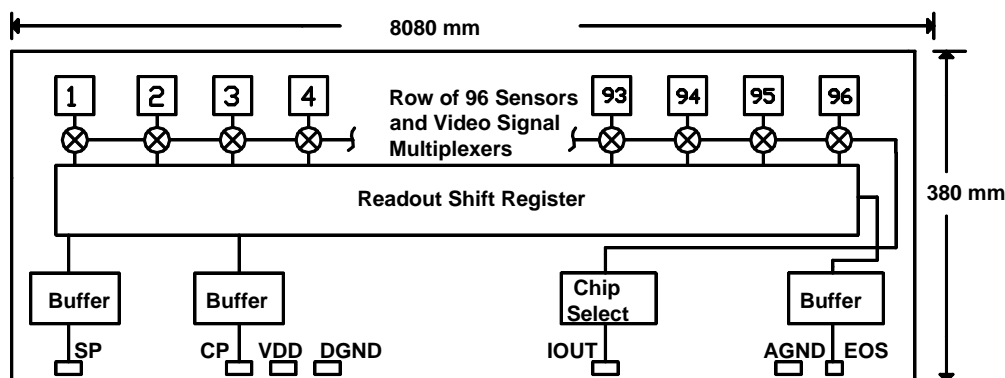 8080 mm
1 2 3 4
Row of 96 Sensors
and Video Signal
Multiplexers
93 94 95 96
Readout Shift Register
380 mm
Buffer
Buffer
Chip
Select
Buffer
SP CP VDD DGND IOUT AGND EOS